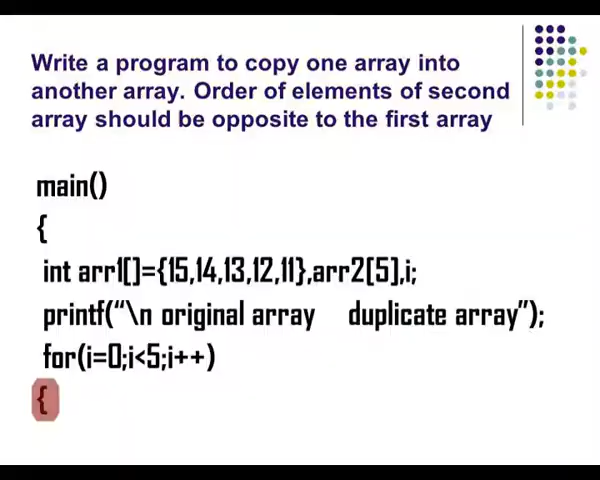 Write a program to copy one array into
another array. Order of elements of second
array should be opposite to the first array
main()
{
int arr1[]={15,14,13,12,11},arr2[5],i;
printf(“\n original array duplicate array”);
for(i=0;i<5;i++)
{